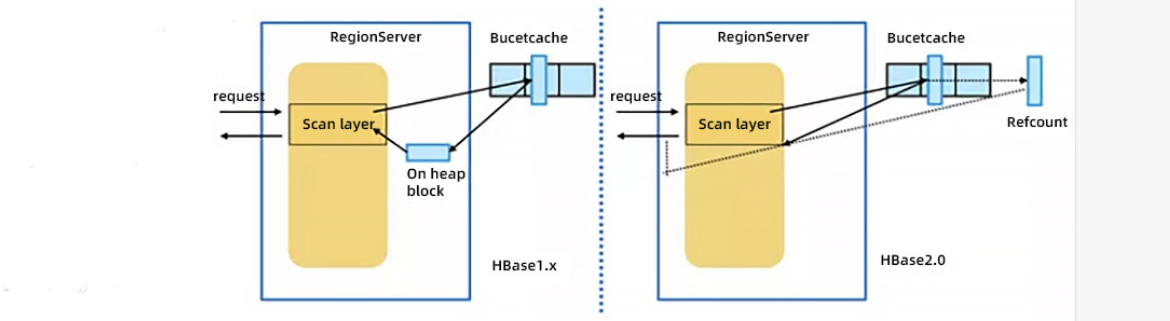 RegionServer
Bucetcache
request
Scan layer
On heap
block
HBase1.x
RegionServer
Bucetcache
request
Scan layer
Refcount
HBase2.0